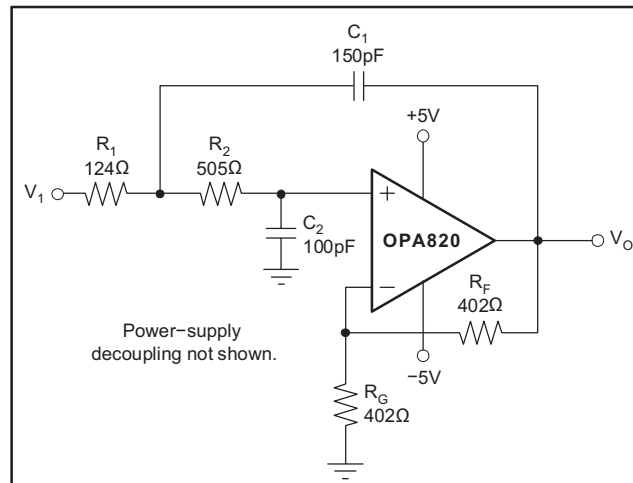 C1
150pF
+5V
R1
124Ω
R2
505Ω
V1
+
C2
100pF
OPA820
VO
−
RF
402Ω
Power−supply
decoupling not shown.
−5V
RG
402Ω